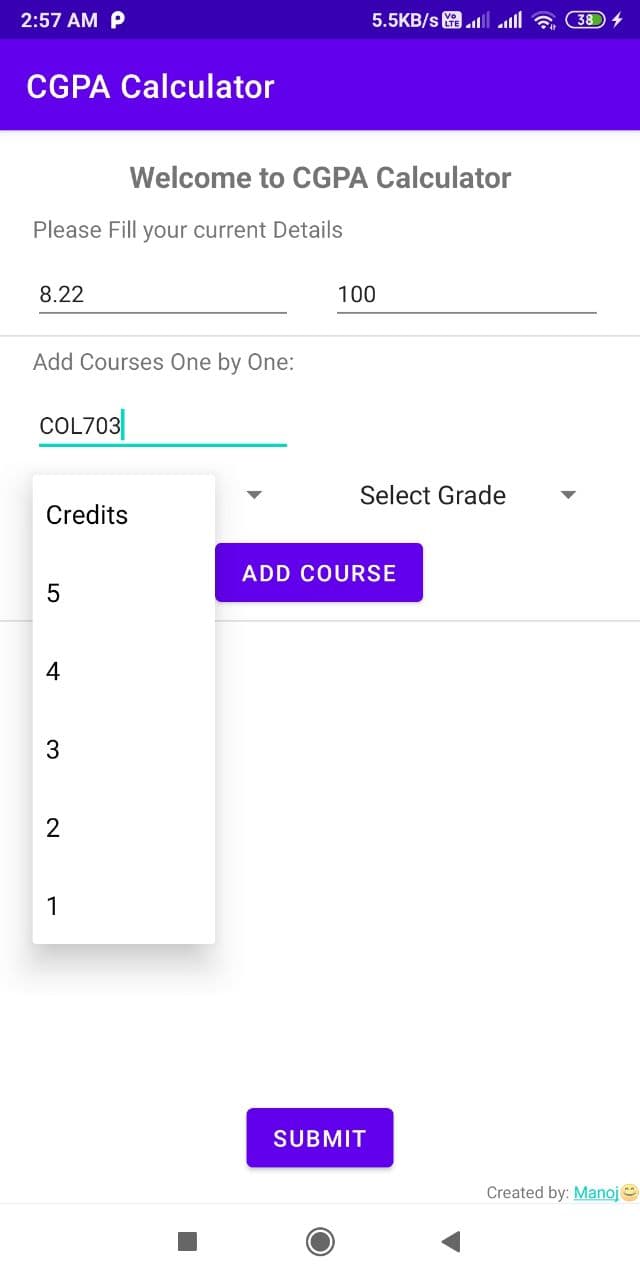 2:57 AM 5.5KB/s Vo LTE 38
CGPA Calculator
Welcome to CGPA Calculator
Please Fill your current Details
8.22 100
Add Courses One by One:
COL703
Select Grade
Credits
ADD COURSE
5
4
3
2
1
SUBMIT
Created by: Manoj😊